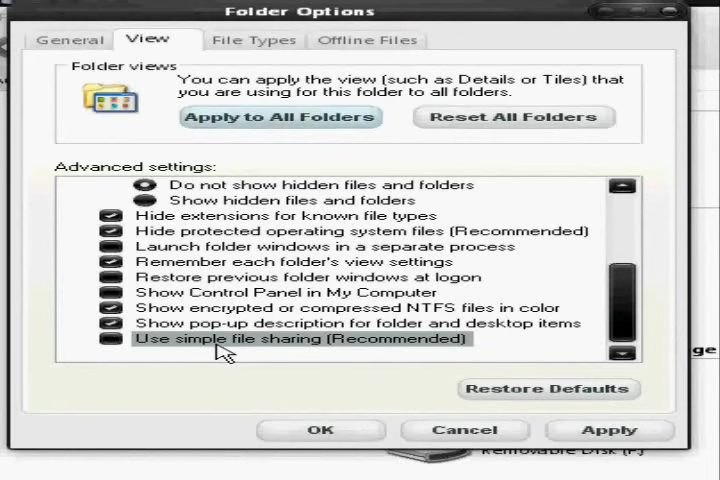 Folder Options
General
View
File Types
Offline Files
Folder views
You can apply the view (such as Details or Tiles) that
you are using for this folder to all folders.
Apply to All Folders
Reset All Folders
Advanced settings:
Do not show hidden files and folders
Show hidden files and folders
Hide extensions for known file types
Hide protected operating system files (Recommended)
Launch folder windows in a separate process
Remember each folder's view settings
Restore previous folder windows at logon
Show Control Panel in My Computer
Show encrypted or compressed NTFS files in color
Show pop-up description for folder and desktop items
Use simple file sharing (Recommended)
ge
Restore Defaults
OK
Cancel
Apply
Removable Disk (F:)